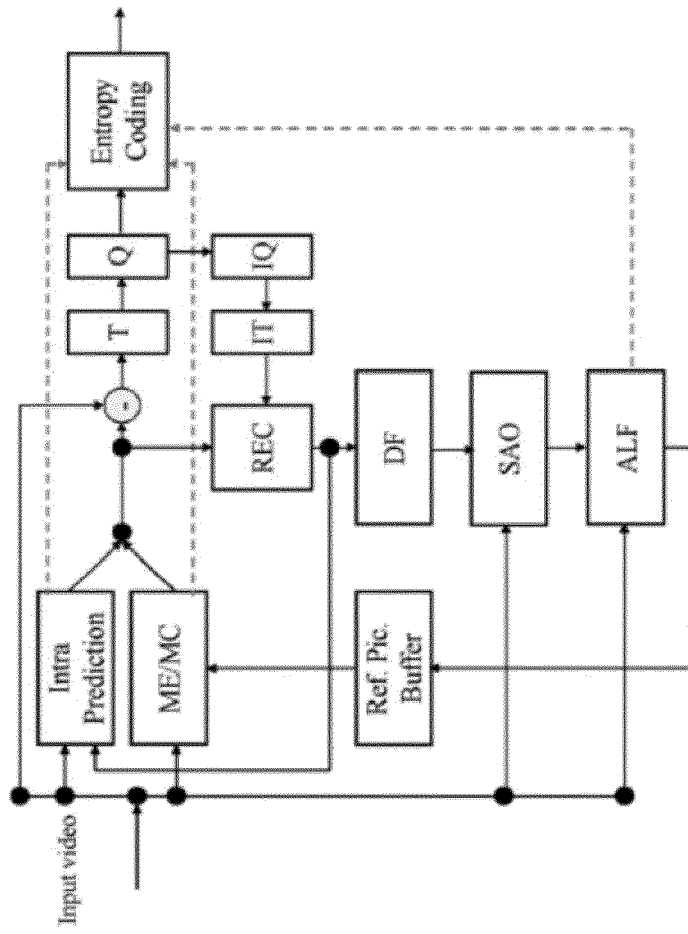 Input video
Intra
Prediction
ME/MC
-
T
Q
Entropy
Coding
REC
IT
IQ
Ref. Pic.
Buffer
DF
SAO
ALF